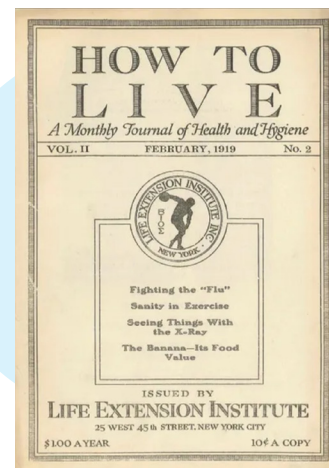 HOW TO
LIVE
A Monthly Journal of Health and Hygiene
VOL. II FEBRUARY, 1919 No. 2
LIFE EXTENSION INSTITUTE INC.
ΒΙΟΣ
NEW YORK
Fighting the "Flu"
Sanity in Exercise
Seeing Things With
the X-Ray
The Banana—Its Food
Value
ISSUED BY
LIFE EXTENSION INSTITUTE
25 WEST 45th STREET, NEW YORK CITY
$1.00 A YEAR 10¢ A COPY